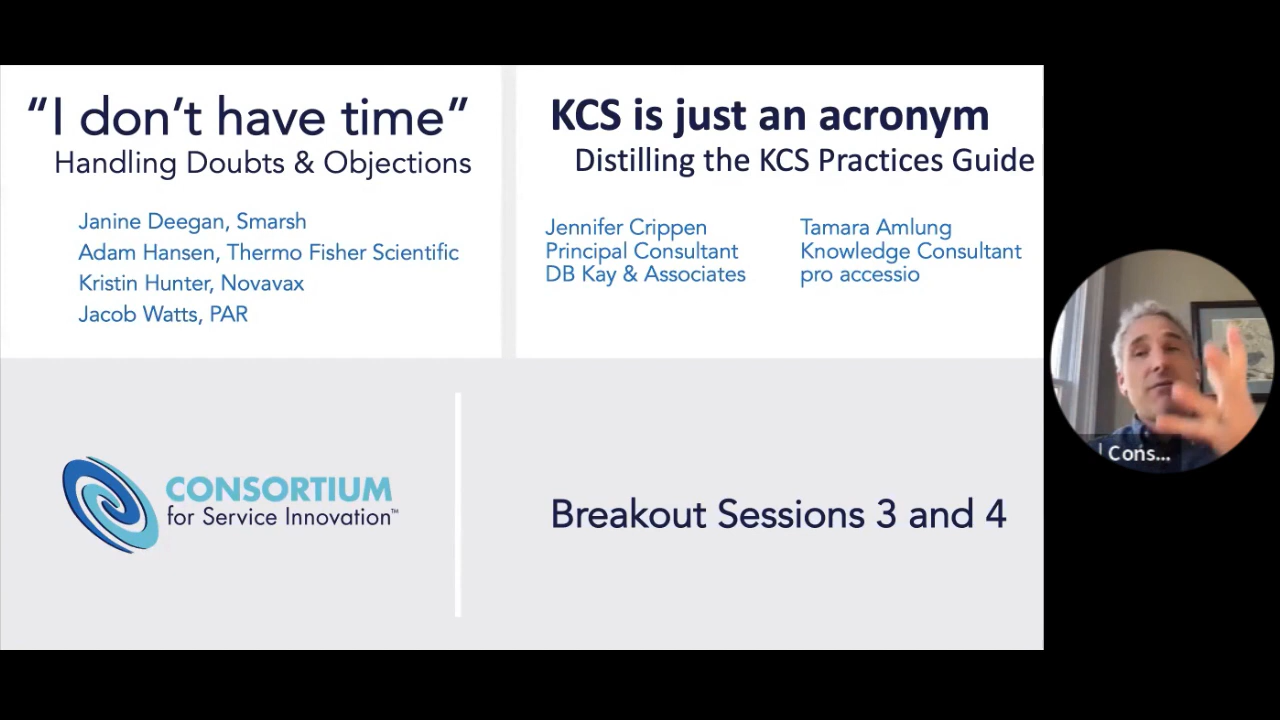 “I don’t have time”
Handling Doubts & Objections
Janine Deegan, Smarsh
Adam Hansen, Thermo Fisher Scientific
Kristin Hunter, Novavax
Jacob Watts, PAR
KCS is just an acronym
Distilling the KCS Practices Guide
Jennifer Crippen
Principal Consultant
DB Kay & Associates
Tamara Amlung
Knowledge Consultant
pro accessio
CONSORTIUM
for Service Innovation™
Breakout Sessions 3 and 4
| Cons...